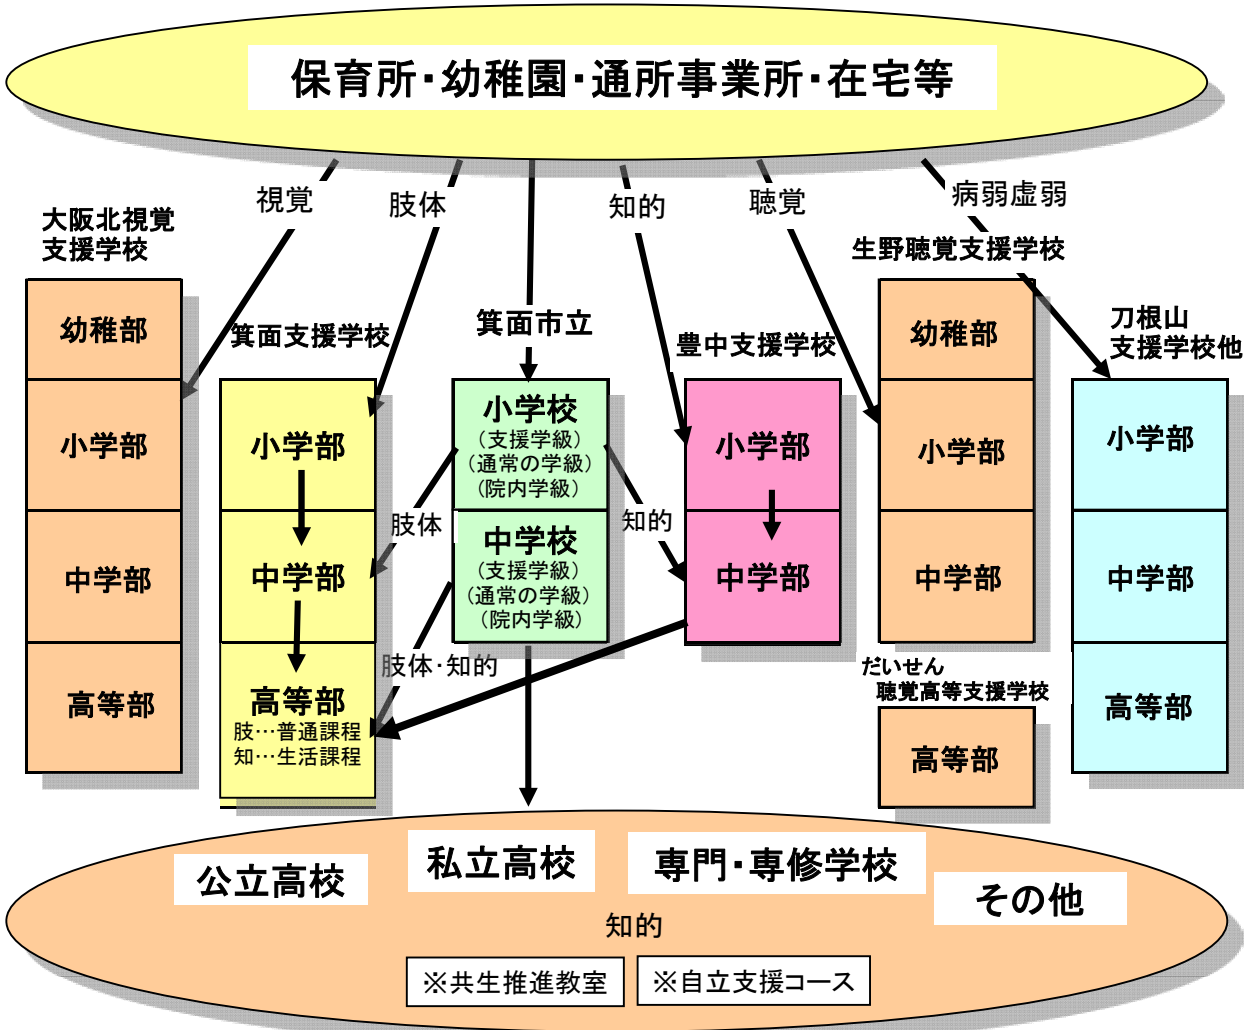 保育所・幼稚園・通所事業所・在宅等
視覚
肢体
知的
聴覚
病弱虚弱
大阪北視覚
支援学校
幼稚部
小学部
中学部
高等部
箕面支援学校
小学部
中学部
高等部
肢…普通課程
知…生活課程
箕面市立
小学校
（支援学級）
（通常の学級）
（院内学級）
中学校
（支援学級）
（通常の学級）
（院内学級）
肢体
知的
肢体・知的
豊中支援学校
小学部
中学部
生野聴覚支援学校
幼稚部
小学部
中学部
だいせん
聴覚高等支援学校
高等部
刀根山
支援学校他
小学部
中学部
高等部
公立高校
私立高校
専門・専修学校
その他
知的
※共生推進教室
※自立支援コース